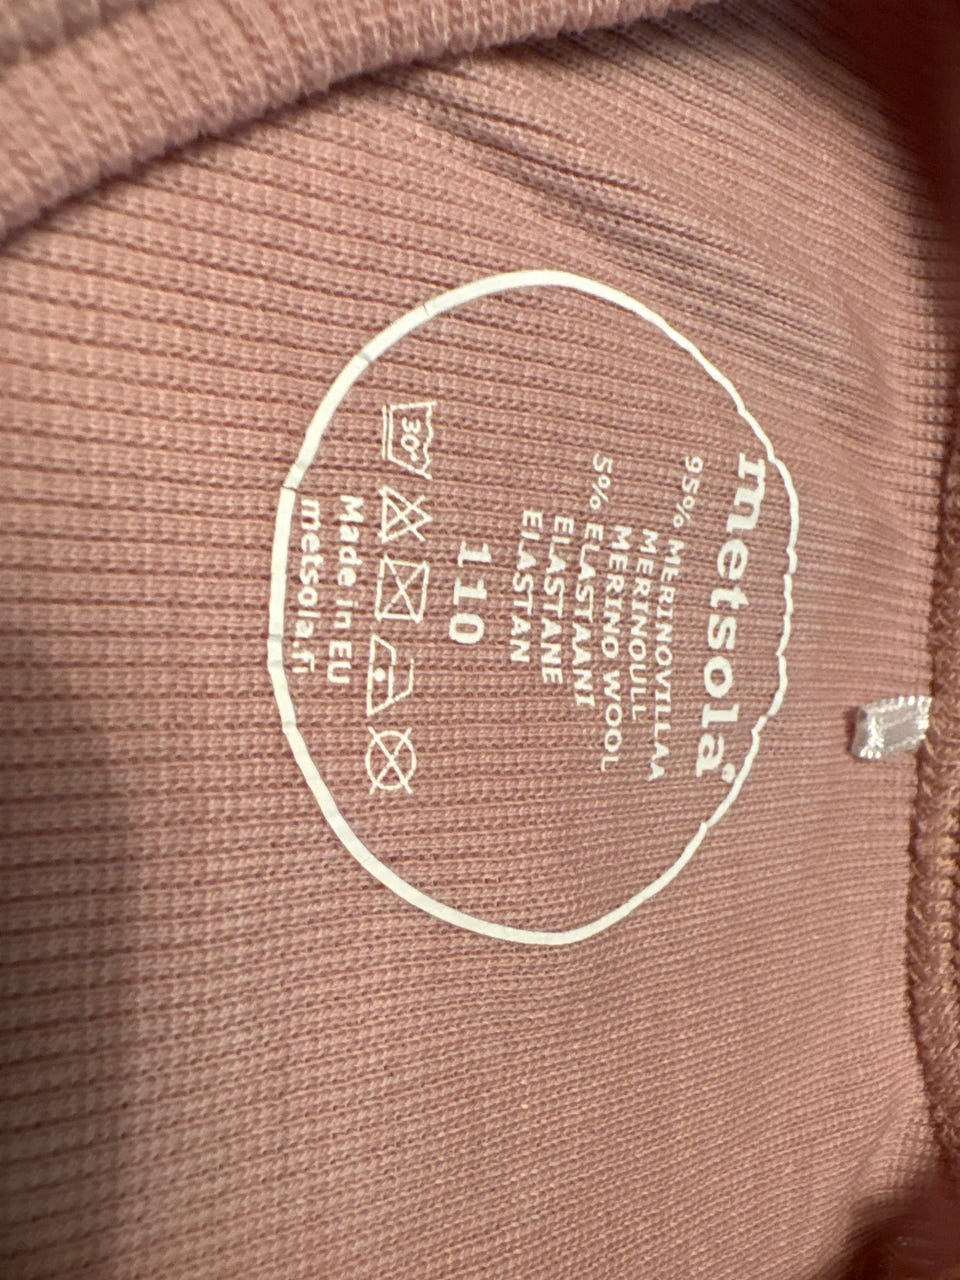 metsola
95% MERINOVILLAA
MERINOULL
MERINO WOOL
5% ELASTAANI
ELASTANE
ELASTAN
110
30°
Made in EU
metsola.fi